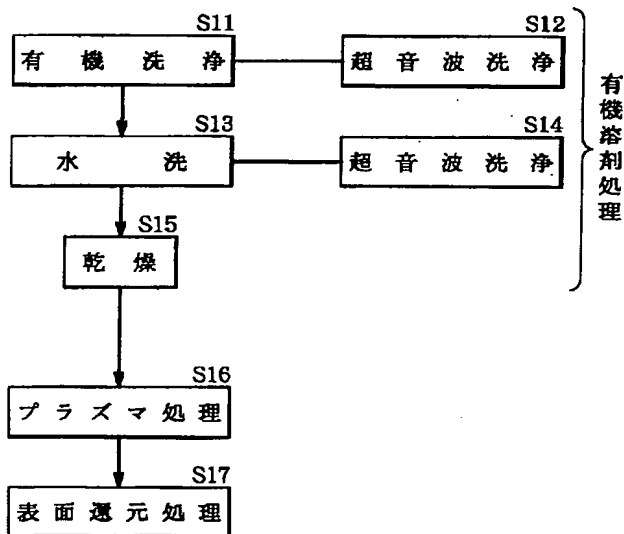 S11
有機洗浄
S12
超音波洗浄
S13
水洗
S14
超音波洗浄
S15
乾燥
有機溶剤処理
S16
プラズマ処理
S17
表面還元処理